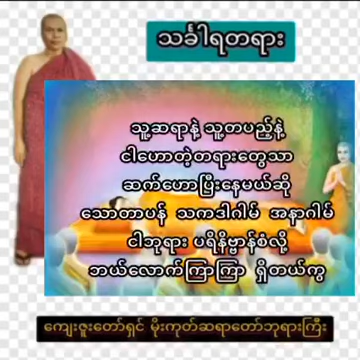 သင်္ခါရတရား
သူ့ဆရာနဲ့ သူ့တပည့်နဲ့
ငါဟောတဲ့တရားတွေသာ
ဆက်ဟောပြီးနေမယ်ဆို
သောတာပန် သကဒါဂါမ် အနာဂါမ်
ငါဘုရား ပရိနိဗ္ဗာန်စံလို့
ဘယ်လောက်ကြာကြာ ရှိတယ်ကွ
ကျေးဇူးတော်ရှင် မိုးကုတ်ဆရာတော်ဘုရားကြီး